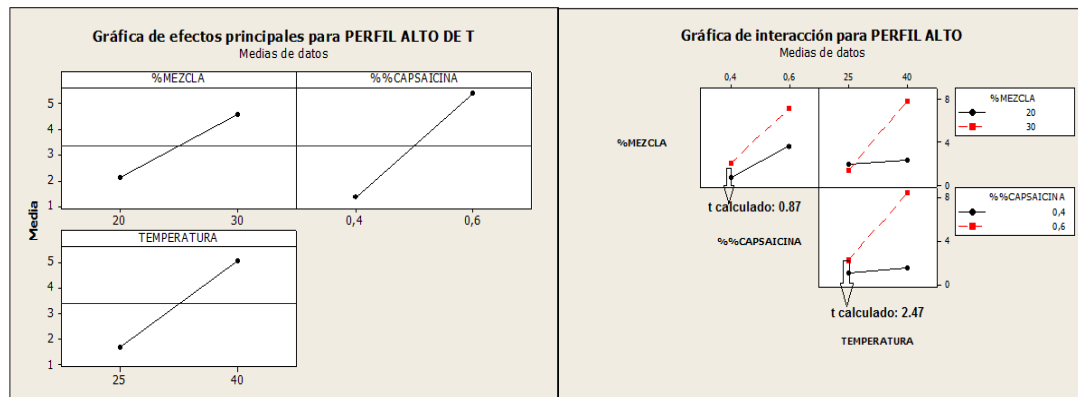 Gráfica de efectos principales para PERFIL ALTO DE T
Medias de datos
%MEZCLA
%%CAPSAICINA
5
4
3
2
1
20
30
0,4
0,6
TEMPERATURA
5
4
3
2
1
25
40
Media
Gráfica de interacción para PERFIL ALTO
Medias de datos
0,4
0,6
25
40
%MEZCLA
8
4
0
%MEZCLA
20
30
t calculado: 0.87
%%CAPSAICINA
8
4
0
%%CAPSAICINA
0,4
0,6
t calculado: 2.47
TEMPERATURA